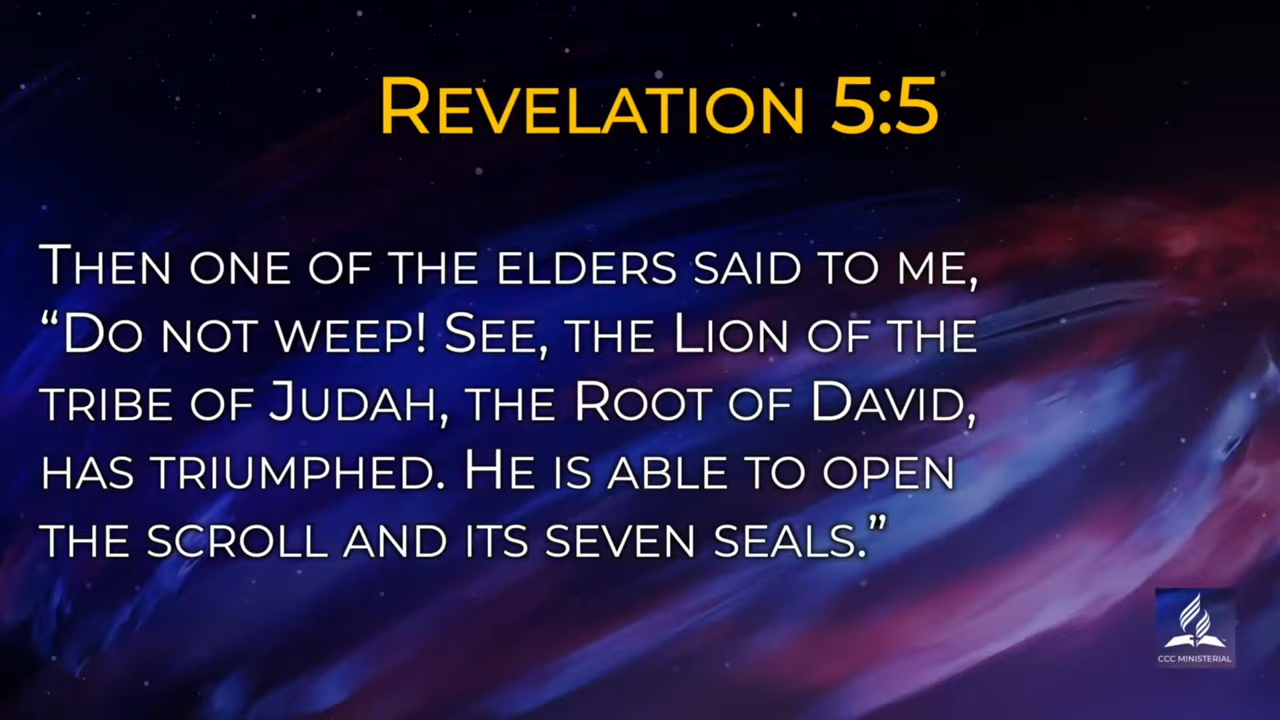 Revelation 5:5
Then one of the elders said to me,
“Do not weep! See, the Lion of the
tribe of Judah, the Root of David,
has triumphed. He is able to open
the scroll and its seven seals.”
CCC MINISTERIAL